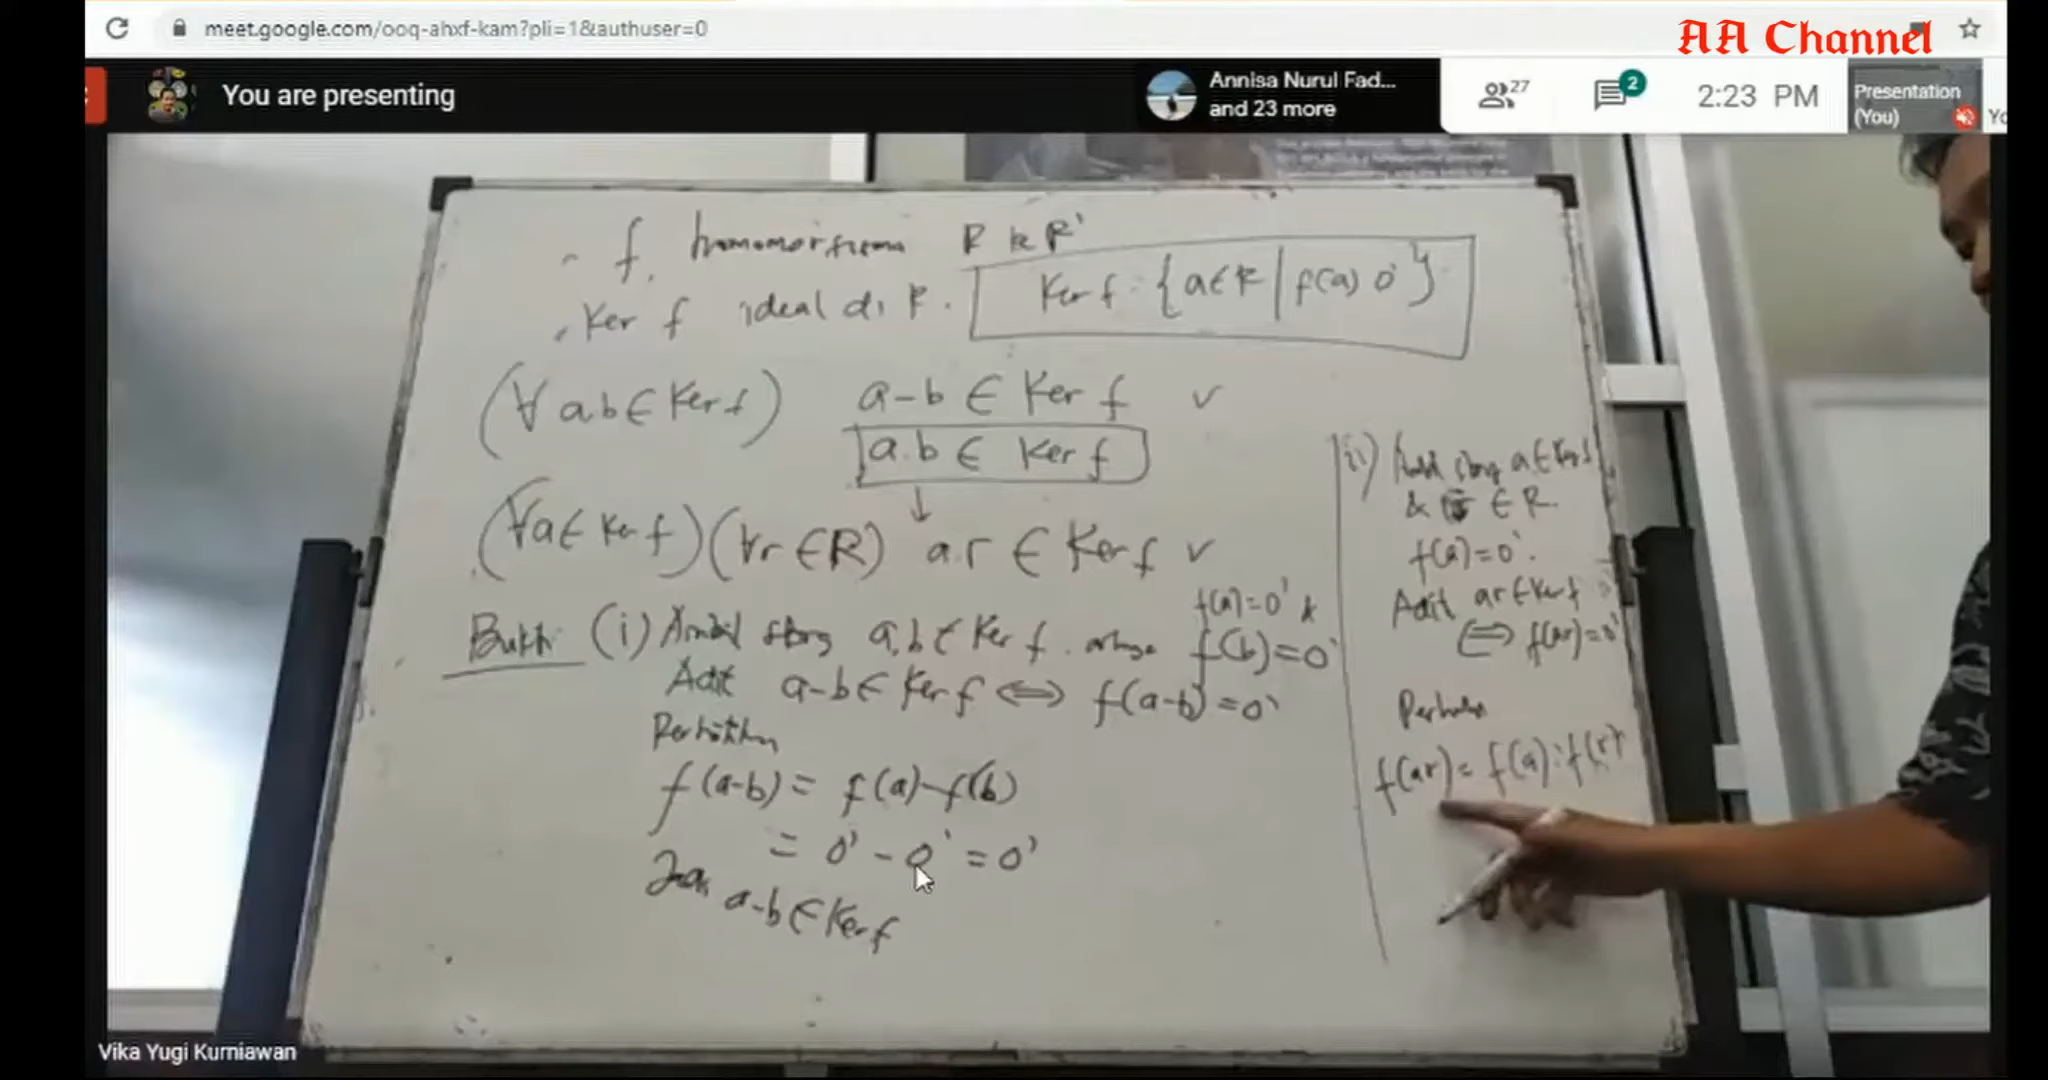 meet.google.com/ooq-ahxf-kam?pli=1&authuser=0
AA Channel
You are presenting
Annisa Nurul Fad...
and 23 more
27
2
2:23 PM
Presentation
(You)
Yo
- f homomorfisma R ke R'
. Ker f ideal di R.
Ker f = {a ∈ R | f(a) 0'}
(∀ a,b ∈ Ker f) a-b ∈ Ker f v
a.b ∈ Ker f
↓
(∀a ∈ Ker f)(∀r ∈ R) a.r ∈ Ker f v
Bukti (i) Ambil sbrg a,b ∈ Ker f. artinya f(a)=0' &
f(b)=0'
Adit a-b ∈ Ker f ⟺ f(a-b)=0'
Perhatikan
f(a-b) = f(a)-f(b)
= 0' - 0' = 0'
Jadi a-b ∈ Ker f
ii) Ambil sbrg a ∈ Ker f
& ∈ R.
f(a)=0'.
Adit ar ∈ Ker f
⟺ f(ar)=0'
f(ar) = f(a).f(r)
Vika Yugi Kurniawan